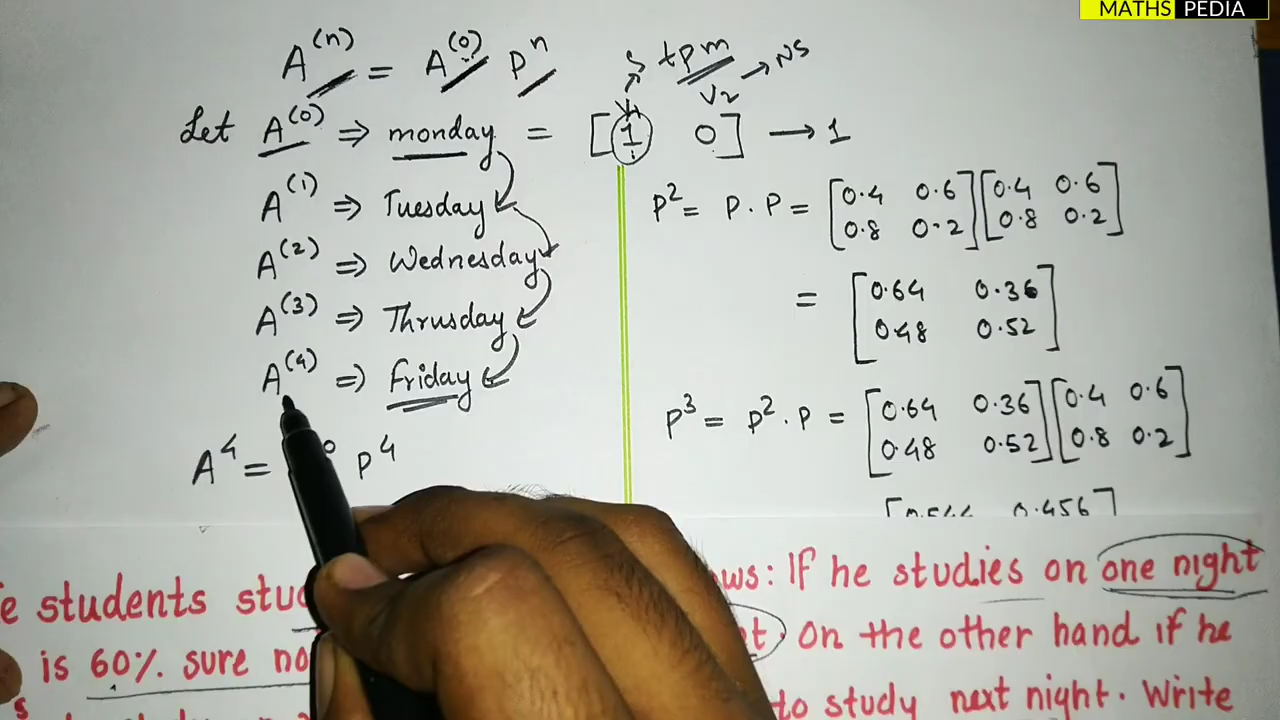 MATHS PEDIA
A^(n) = A^(0) P^n
S tpm
V2 → NS
Let A^(0) ⇒ monday = [1 0] → 1
A^(1) ⇒ Tuesday
A^(2) ⇒ Wednesday
A^(3) ⇒ Thrusday
A^(4) ⇒ Friday
A^4 = P^4
P^2 = P . P = [0.4 0.6 [0.4 0.6
0.8 0.2] 0.8 0.2]
= [0.64 0.36
0.48 0.52]
P^3 = P^2 . P = [0.64 0.36 [0.4 0.6
0.48 0.52] 0.8 0.2]
0.456
students ws: If he studies on one night
is 60%. sure On the other hand if he
to study next night. Write